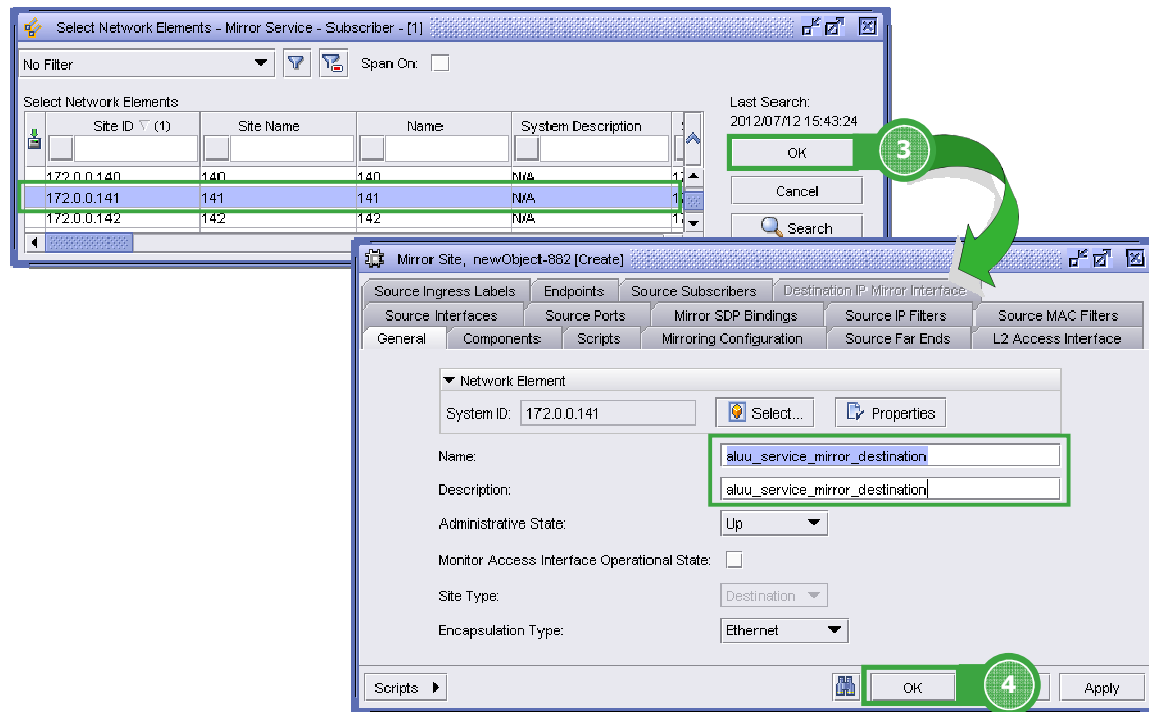 Select Network Elements - Mirror Service - Subscriber - [1]
No Filter
Span On:
Select Network Elements
Site ID (1) Site Name Name System Description
172.0.0.140 140 140 N/A
172.0.0.141 141 141 N/A
172.0.0.142 142 142 N/A
Last Search:
2012/07/12 15:43:24
OK
3
Cancel
Search
Mirror Site, newObject-882 [Create]
Source Ingress Labels Endpoints Source Subscribers Destination IP Mirror Interface
Source Interfaces Source Ports Mirror SDP Bindings Source IP Filters Source MAC Filters
General Components Scripts Mirroring Configuration Source Far Ends L2 Access Interface
Network Element
System ID: 172.0.0.141 Select... Properties
Name: aluu_service_mirror_destination
Description: aluu_service_mirror_destination
Administrative State: Up
Monitor Access Interface Operational State:
Site Type: Destination
Encapsulation Type: Ethernet
Scripts OK 4 Apply